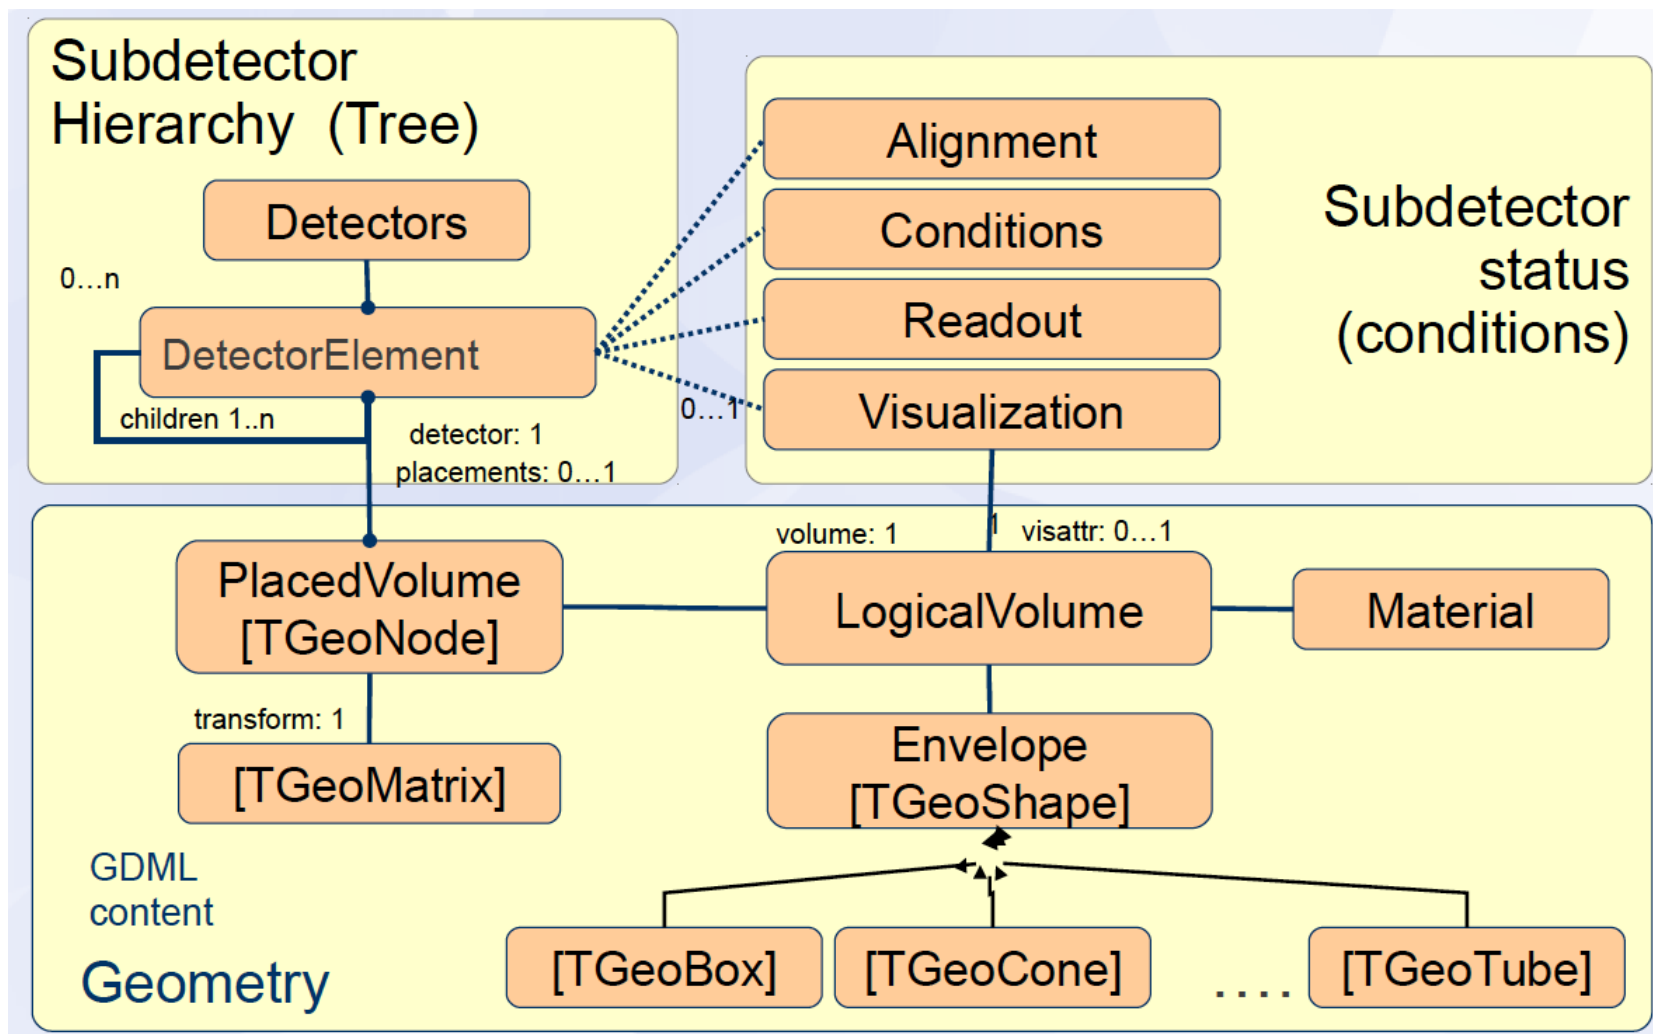 Subdetector
Hierarchy (Tree)
Detectors
0...n
DetectorElement
children 1..n
detector: 1
placements: 0...1
Alignment
Conditions
Readout
Visualization
0...1
Subdetector
status
(conditions)
volume: 1
1
visattr: 0...1
PlacedVolume
[TGeoNode]
LogicalVolume
Material
transform: 1
[TGeoMatrix]
Envelope
[TGeoShape]
GDML
content
Geometry
[TGeoBox]
[TGeoCone]
....
[TGeoTube]